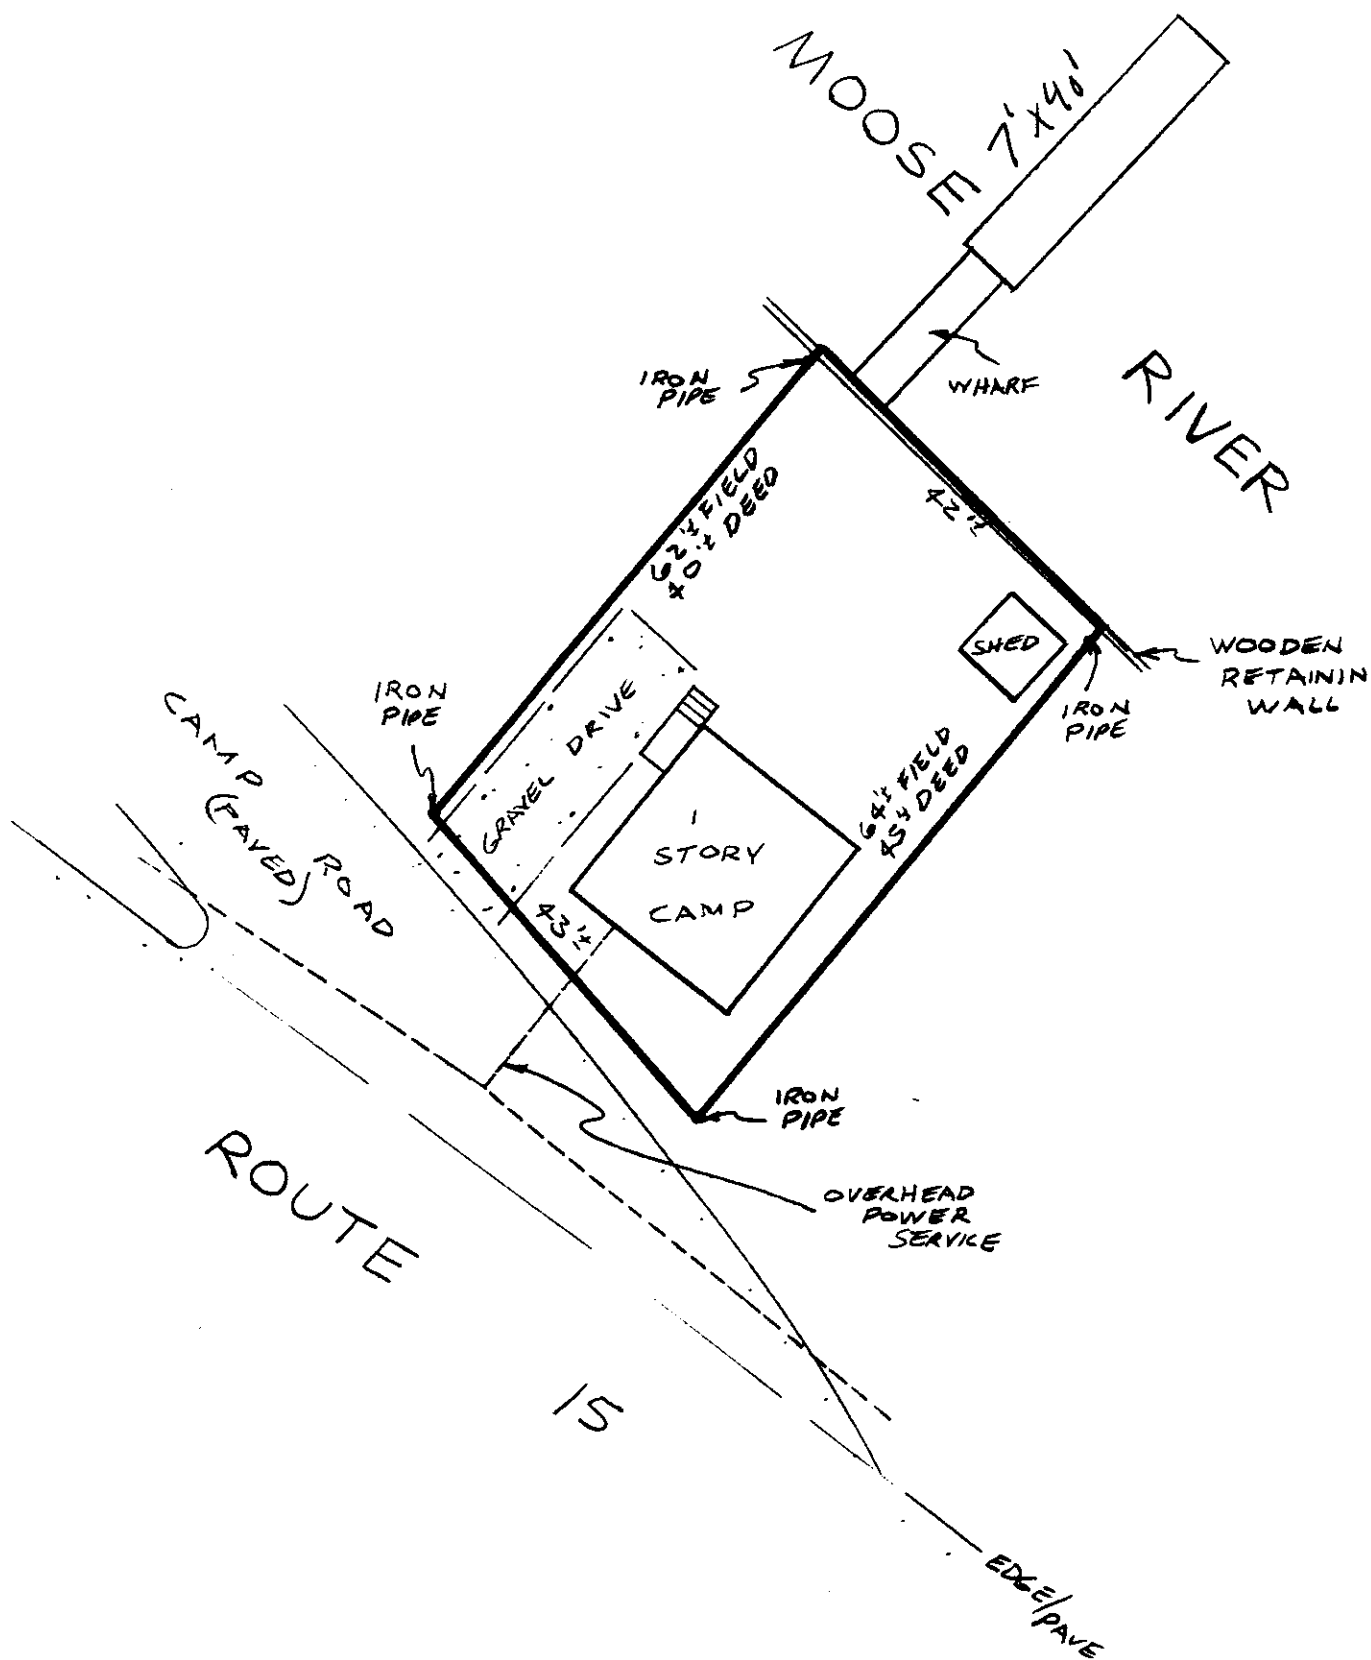 MOOSE
7'x40'
RIVER
WHARF
IRON
PIPE
62'± FIELD
40'± DEED
42'±
SHED
WOODEN
RETAININ
WALL
IRON
PIPE
IRON
PIPE
CAMP ROAD
(PAVED)
GRAVEL DRIVE
1
STORY
CAMP
64'± FIELD
45'± DEED
43'±
IRON
PIPE
OVERHEAD
POWER
SERVICE
ROUTE 15
EDGE/
PAVE